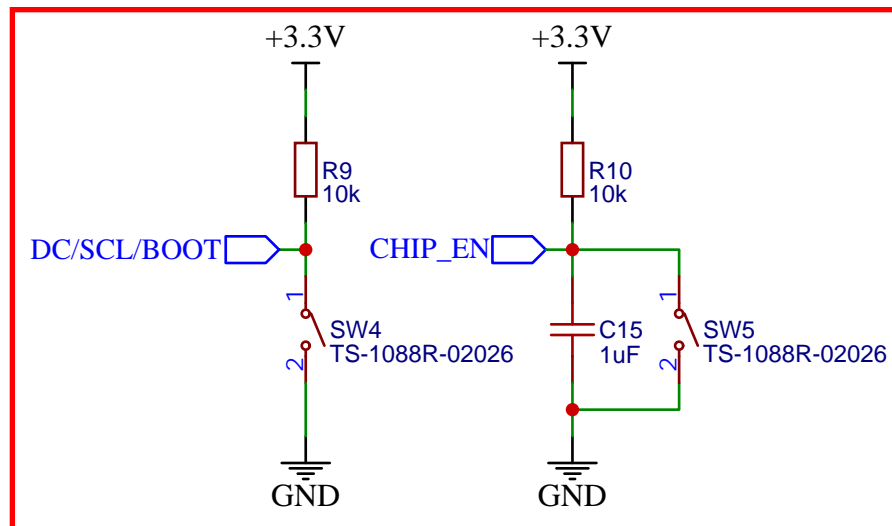 +3.3V
+3.3V
R9
10k
R10
10k
DC/SCL/BOOT
CHIP_EN
1
SW4
TS-1088R-02026
2
C15
1uF
1
SW5
TS-1088R-02026
2
GND
GND